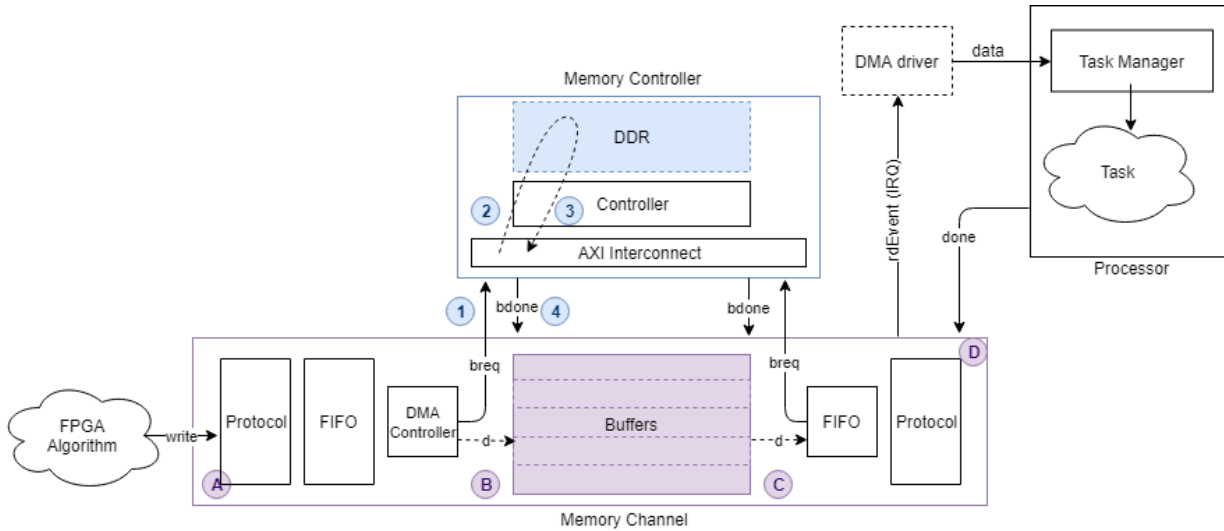 DMA driver
data
Task Manager
Task
done
Processor
Memory Controller
DDR
2
3
Controller
AXI Interconnect
rdEvent (IRQ)
1
bdone
4
bdone
breq
breq
D
FPGA
Algorithm
write
Protocol
FIFO
DMA
Controller
d
Buffers
d
FIFO
Protocol
A
B
C
Memory Channel